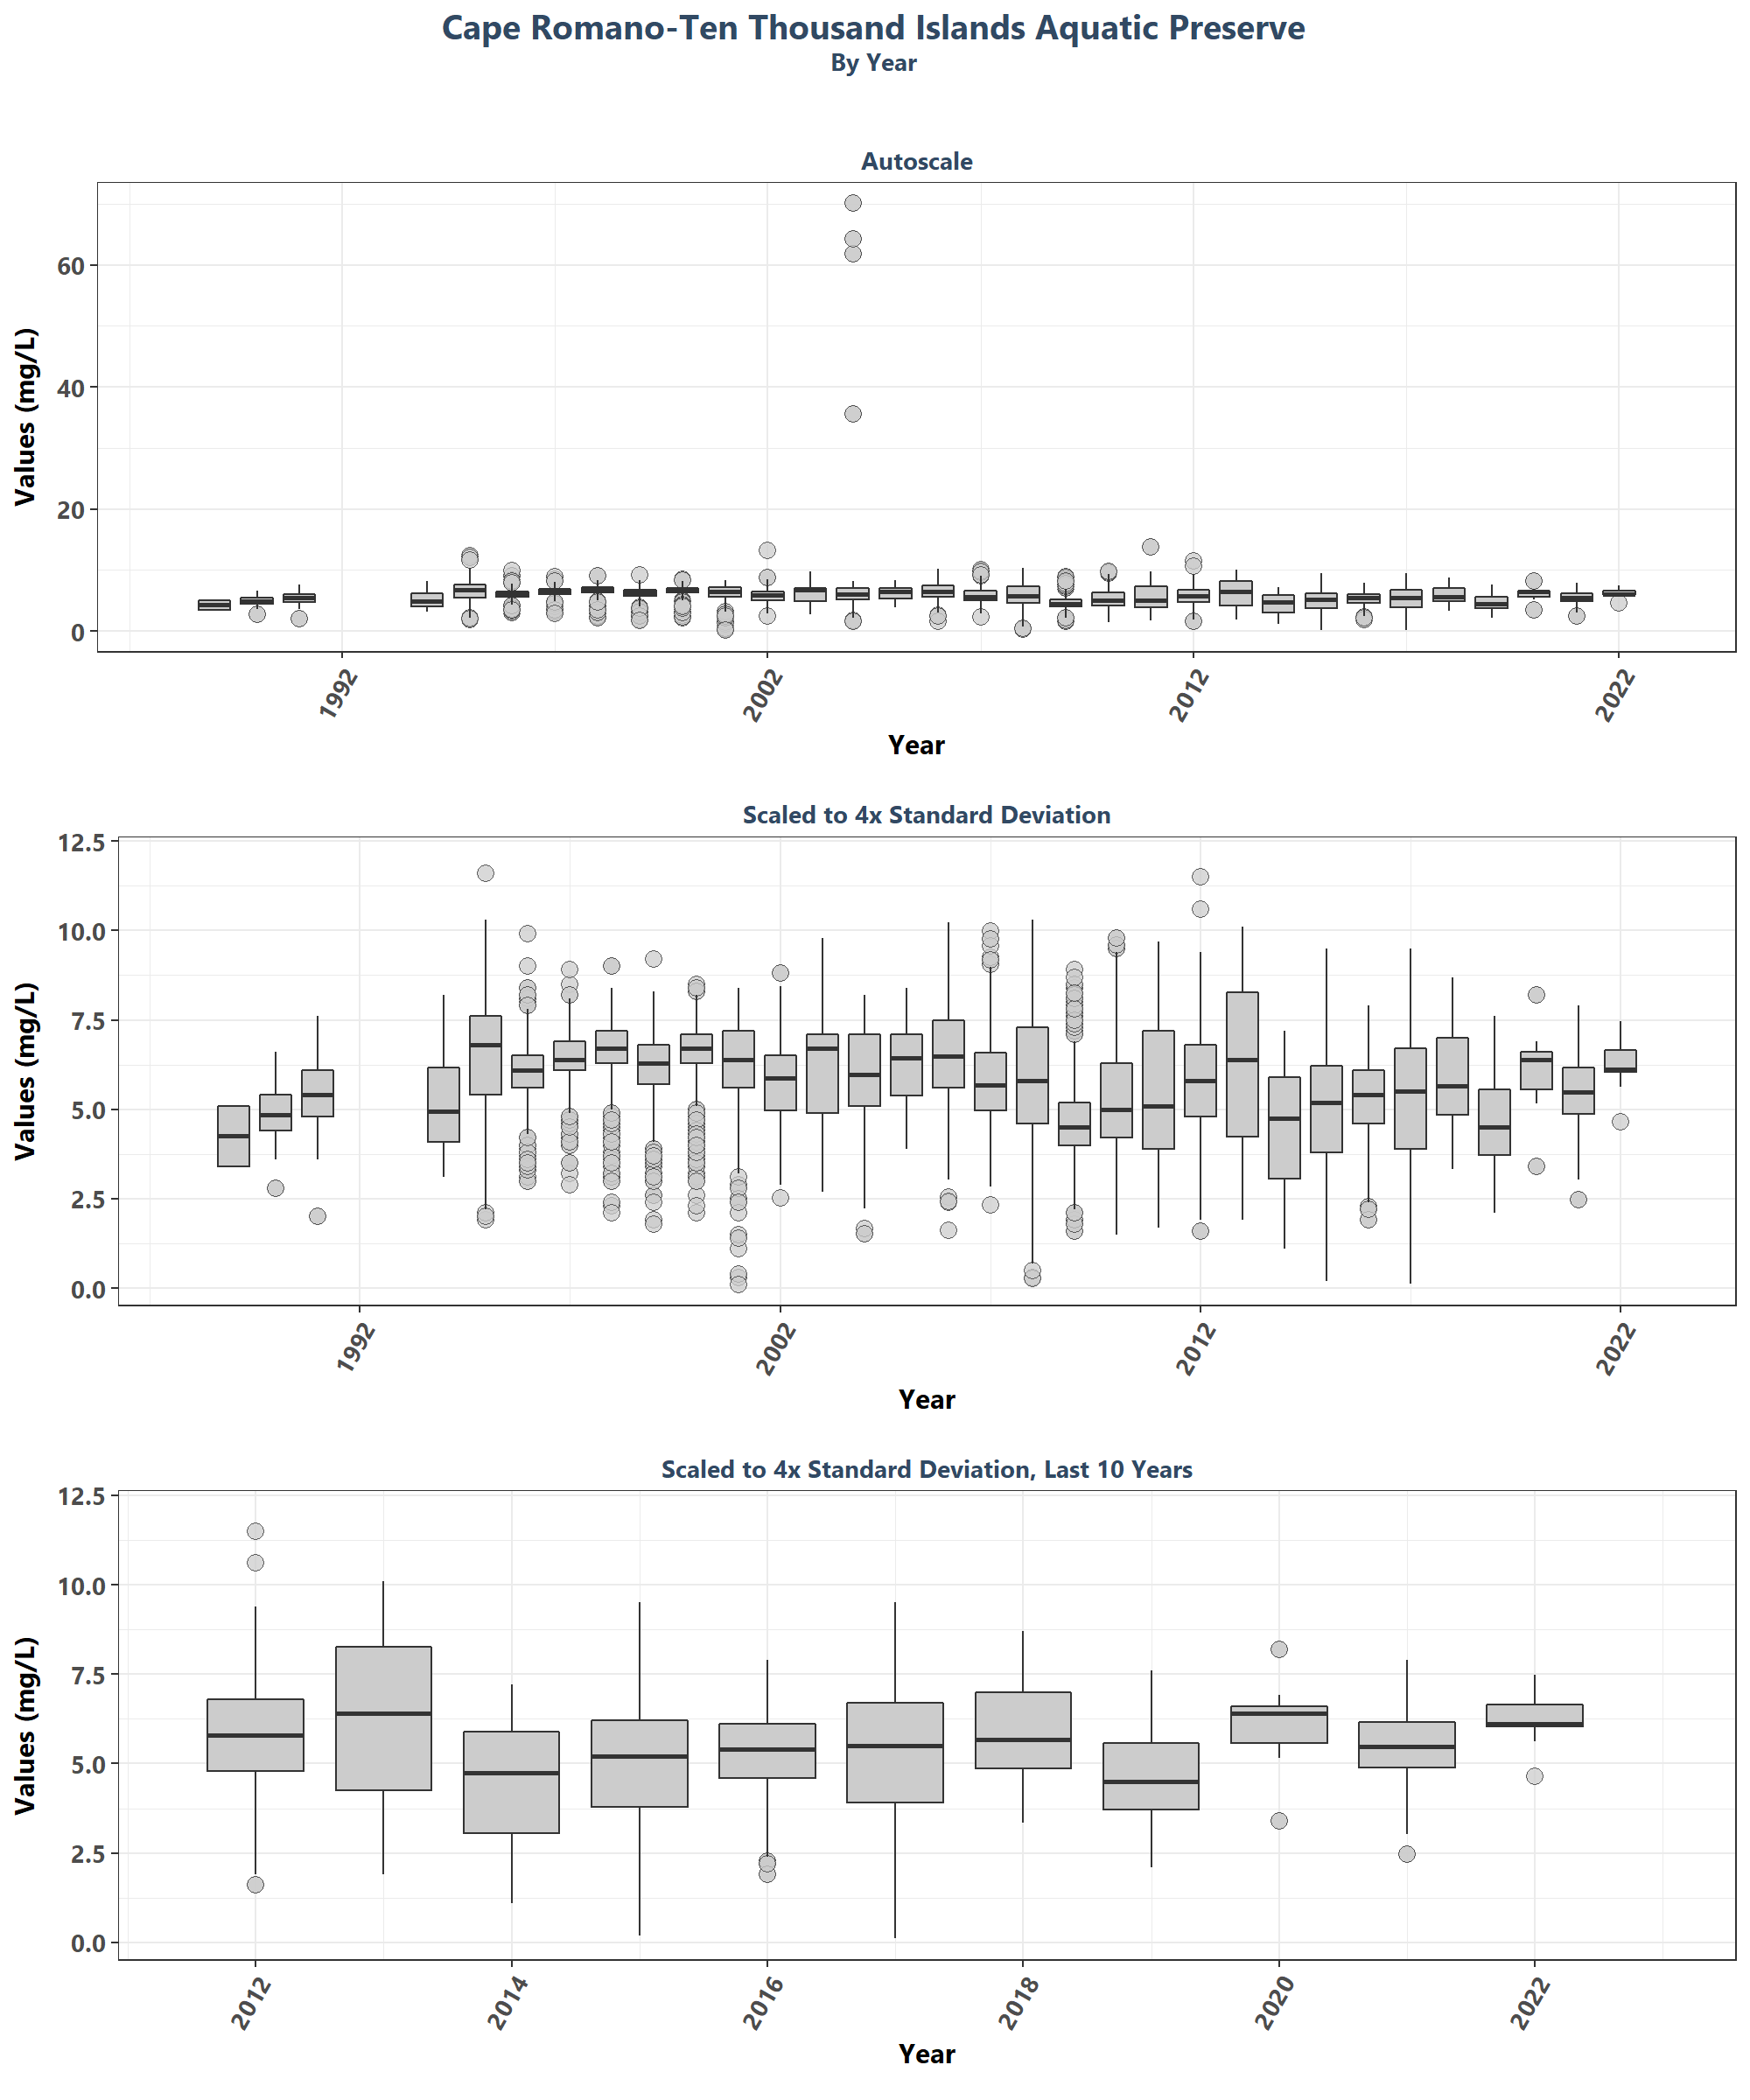 Cape Romano-Ten Thousand Islands Aquatic Preserve
By Year
Autoscale
Values (mg/L)
60
40
20
0
1992
2002
2012
2022
Year
Scaled to 4x Standard Deviation
Values (mg/L)
12.5
10.0
7.5
5.0
2.5
0.0
1992
2002
2012
2022
Year
Scaled to 4x Standard Deviation, Last 10 Years
Values (mg/L)
12.5
10.0
7.5
5.0
2.5
0.0
2012
2014
2016
2018
2020
2022
Year